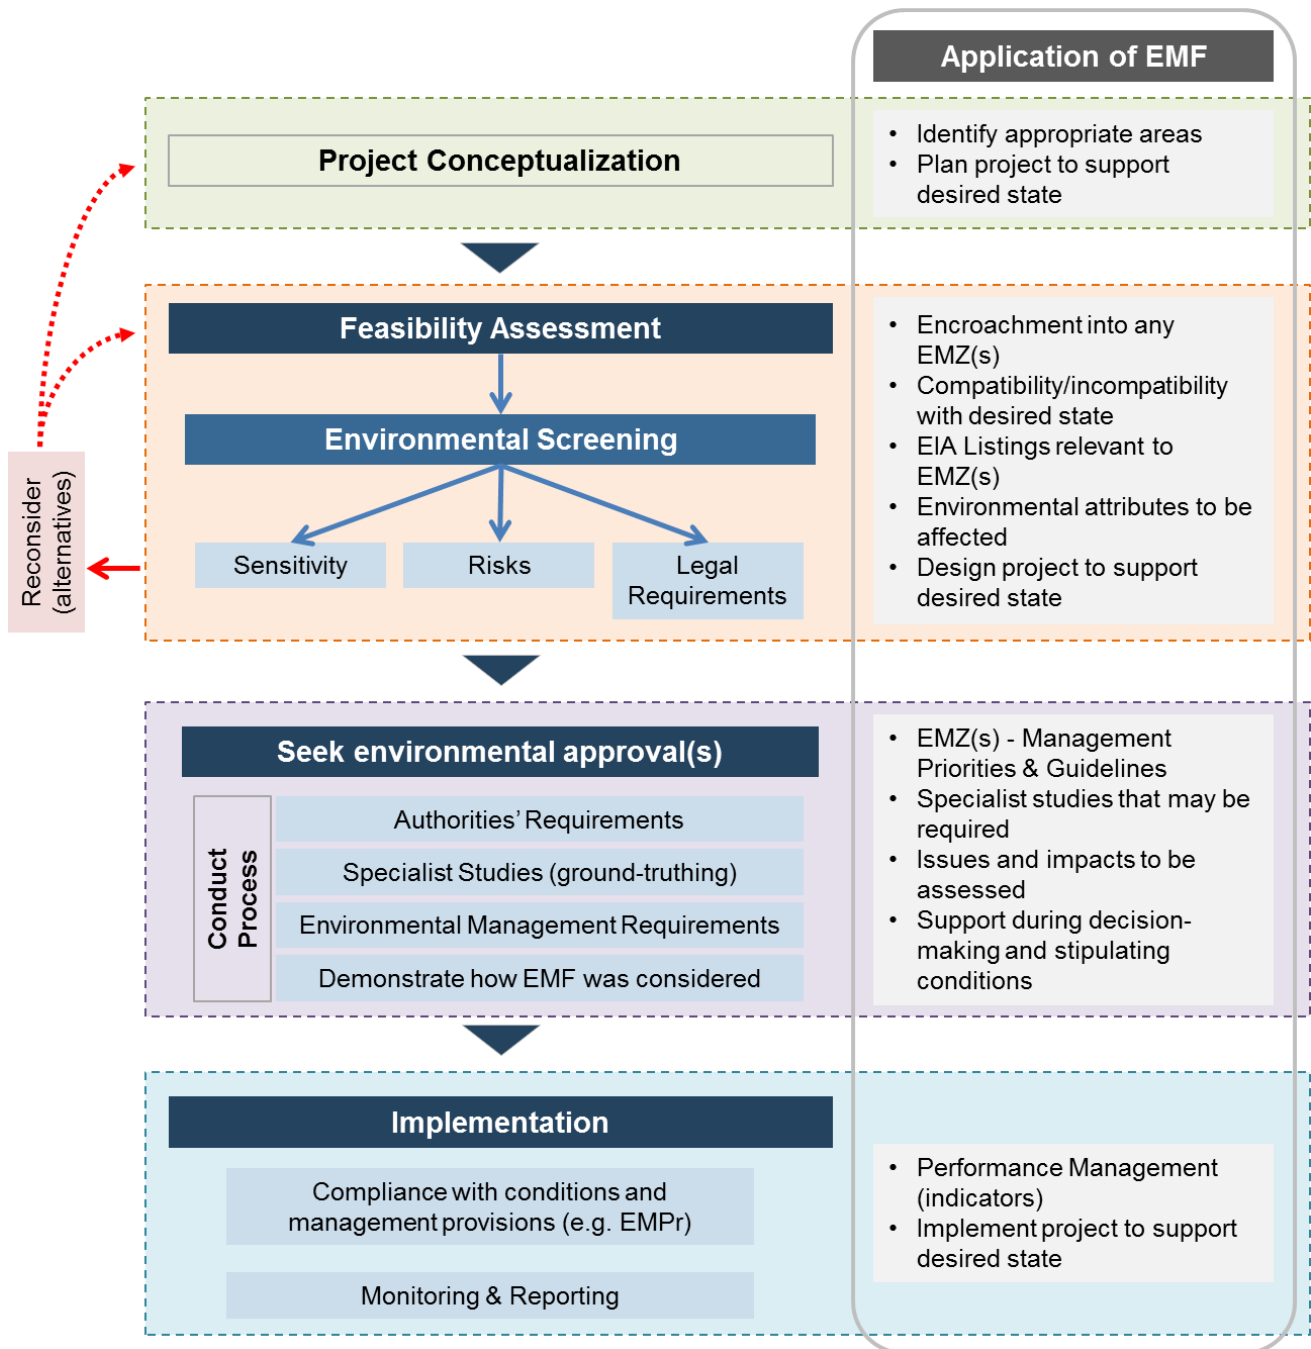 Application of EMF
Project Conceptualization
• Identify appropriate areas
• Plan project to support
desired state
Feasibility Assessment
Environmental Screening
Sensitivity
Risks
Legal
Requirements
• Encroachment into any
EMZ(s)
• Compatibility/incompatibility
with desired state
• EIA Listings relevant to
EMZ(s)
• Environmental attributes to be
affected
• Design project to support
desired state
Reconsider
(alternatives)
Seek environmental approval(s)
Conduct
Process
Authorities’ Requirements
Specialist Studies (ground-truthing)
Environmental Management Requirements
Demonstrate how EMF was considered
• EMZ(s) - Management
Priorities & Guidelines
• Specialist studies that may be
required
• Issues and impacts to be
assessed
• Support during decision-
making and stipulating
conditions
Implementation
Compliance with conditions and
management provisions (e.g. EMPr)
Monitoring & Reporting
• Performance Management
(indicators)
• Implement project to support
desired state